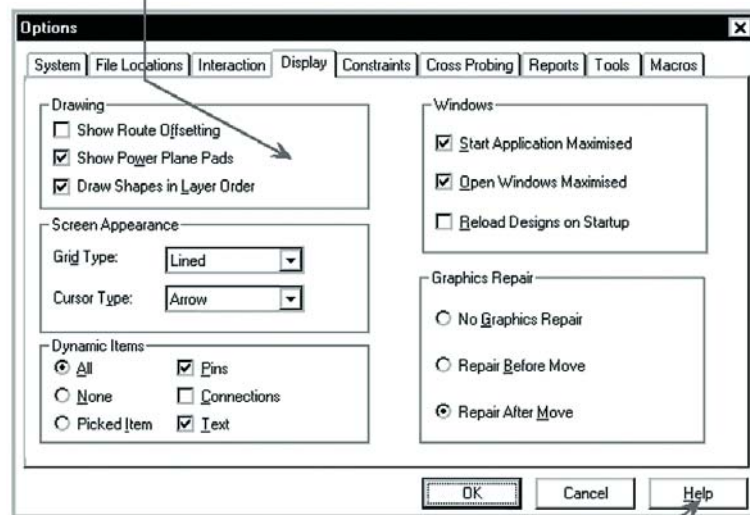 Options
System File Locations Interaction Display Constraints Cross Probing Reports Tools Macros
Drawing
Show Route Offsetting
Show Power Plane Pads
Draw Shapes in Layer Order
Screen Appearance
Grid Type: Lined
Cursor Type: Arrow
Dynamic Items
All Pins
None Connections
Picked Item Text
Windows
Start Application Maximised
Open Windows Maximised
Reload Designs on Startup
Graphics Repair
No Graphics Repair
Repair Before Move
Repair After Move
OK Cancel Help